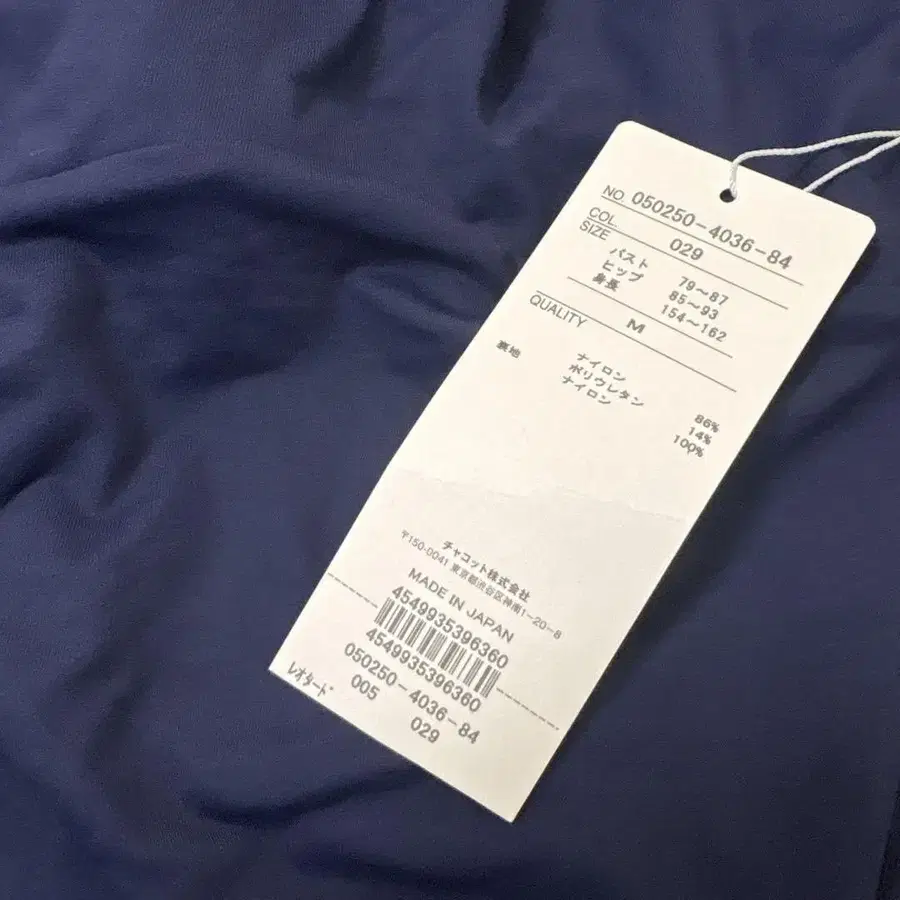 NO. 050250-4036-84
COL. 029
SIZE
バスト 79~87
ヒップ 85~93
身長 154~162
M
QUALITY
ナイロン 86%
ポリウレタン 14%
裏地 ナイロン 100%
チャコット株式会社
〒150-0041 東京都渋谷区神南1-20-8
MADE IN JAPAN
4549935396360
4549935396360
050250-4036-84
レオタード 005 029